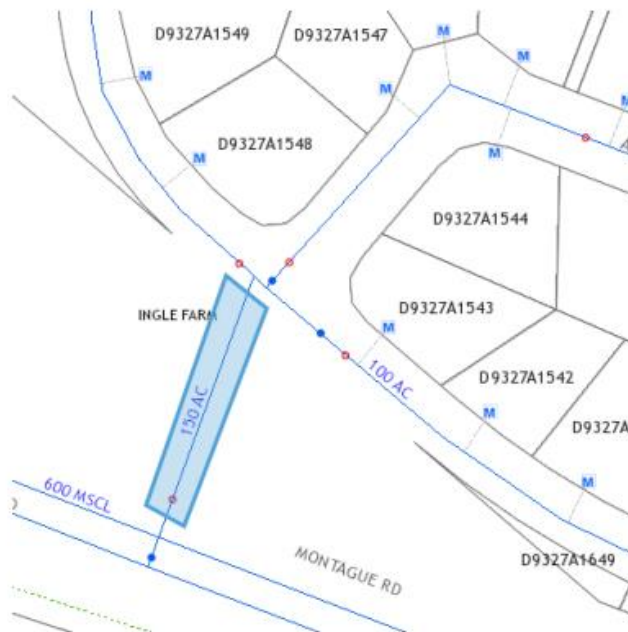 D9327A1549
D9327A1547
M
M
M
M
M
D9327A1548
M
M
A
D9327A1544
INGLE FARM
D9327A1543
M
150 AC
100 AC
D9327A1542
M
D9327A
600 MSCL
M
MONTAGUE RD
D9327A1649